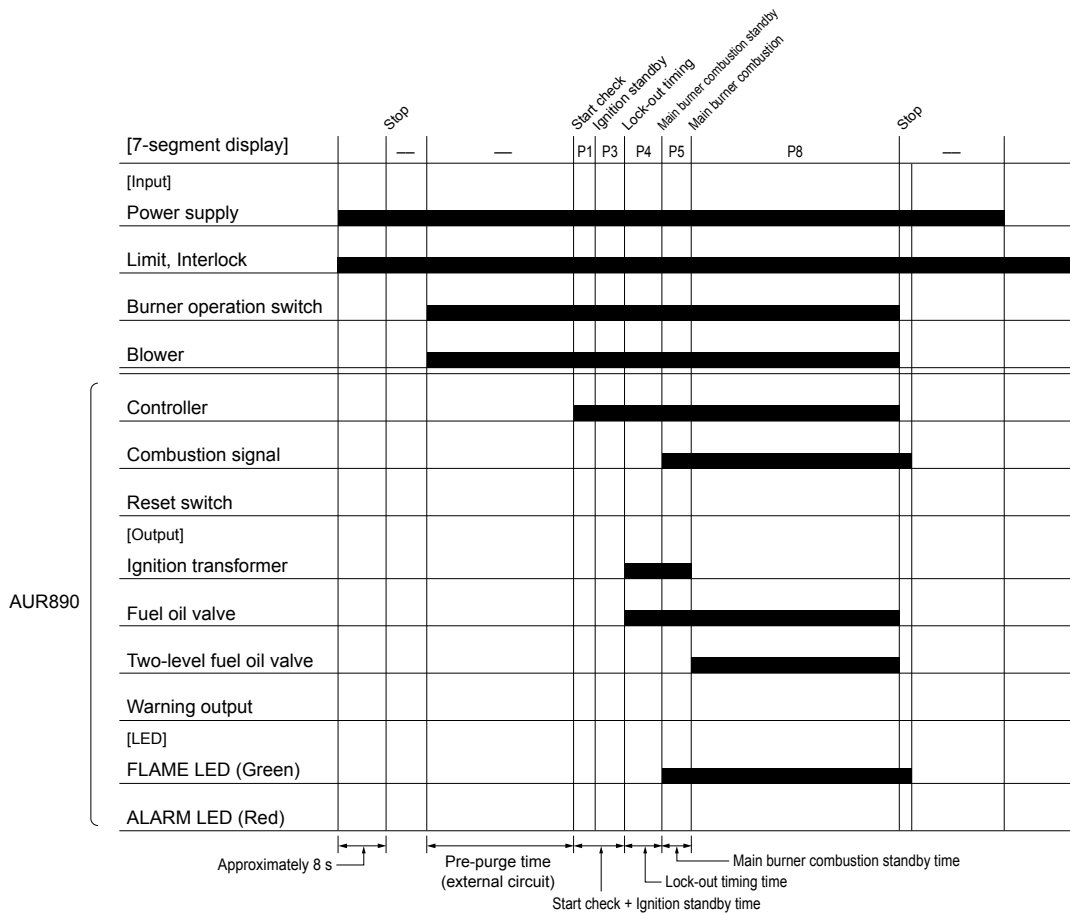 Stop
Start check
Ignition standby
Lock-out timing
Main burner combustion standby
Main burner combustion
Stop
[7-segment display] –– — P1 P3 P4 P5 P8 ––
[Input]
Power supply
Limit, Interlock
Burner operation switch
Blower
AUR890
Controller
Combustion signal
Reset switch
[Output]
Ignition transformer
Fuel oil valve
Two-level fuel oil valve
Warning output
[LED]
FLAME LED (Green)
ALARM LED (Red)
Approximately 8 s
Pre-purge time
(external circuit)
Main burner combustion standby time
Lock-out timing time
Start check + Ignition standby time